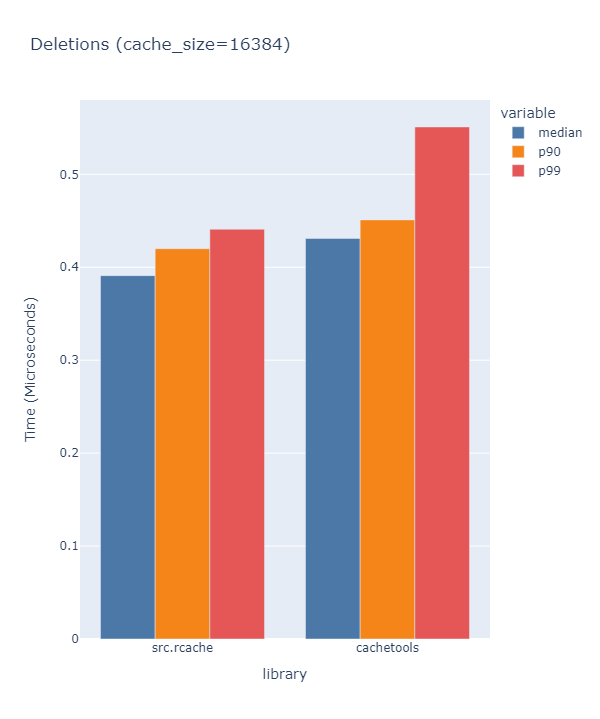 Deletions (cache_size=16384)
variable
median
p90
p99
0.5
0.4
0.3
0.2
0.1
0
Time (Microseconds)
src.rcache
cachetools
library